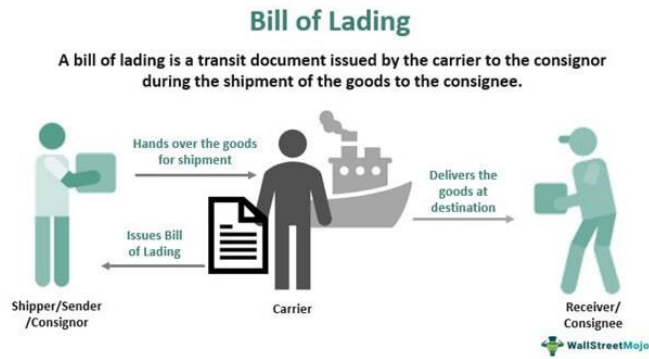 Bill of Lading
A bill of lading is a transit document issued by the carrier to the consignor
during the shipment of the goods to the consignee.
Hands over the goods
for shipment
Delivers the
goods at
destination
Issues Bill
of Lading
Shipper/Sender
/Consignor
Carrier
Receiver/
Consignee
WallStreetMojo